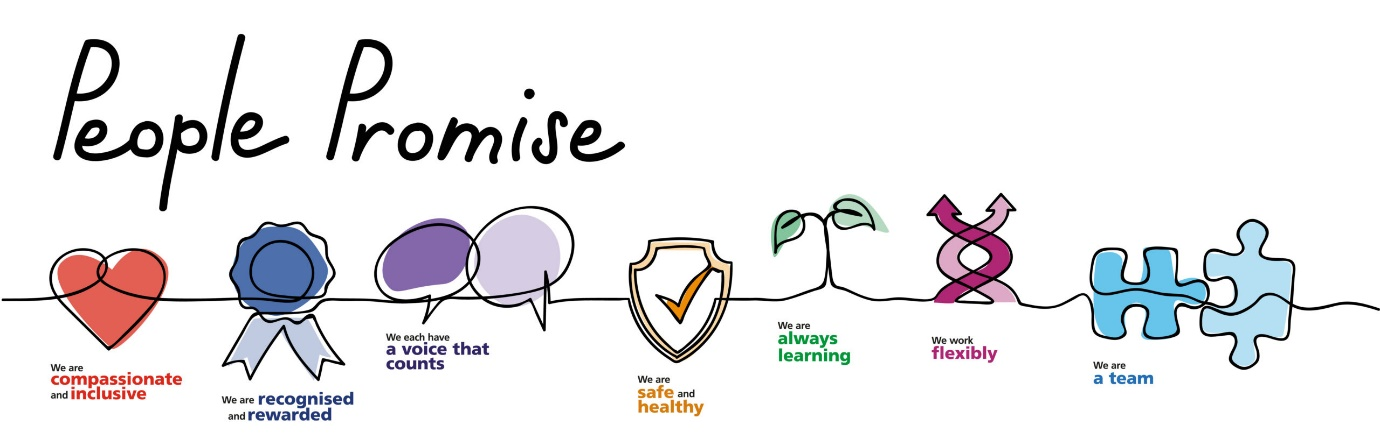 People Promise
We are
compassionate
and inclusive
We are recognised
and rewarded
We each have
a voice that
counts
We are
safe and
healthy
We are
always
learning
We work
flexibly
We are
a team